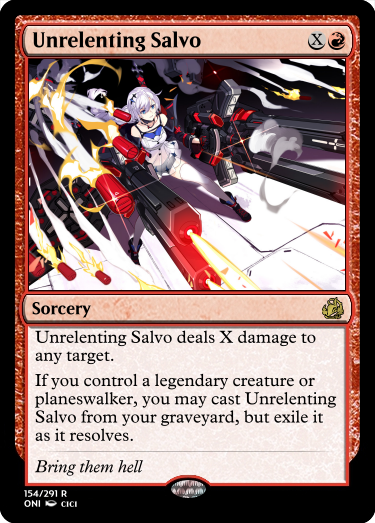 Unrelenting Salvo X
Sorcery
Unrelenting Salvo deals X damage to
any target.
If you control a legendary creature or
planeswalker, you may cast Unrelenting
Salvo from your graveyard, but exile it
as it resolves.
Bring them hell
154/291 R
ONI CICI